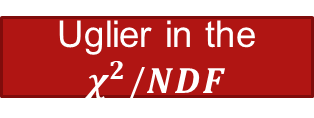 Uglier in the
χ²/NDF